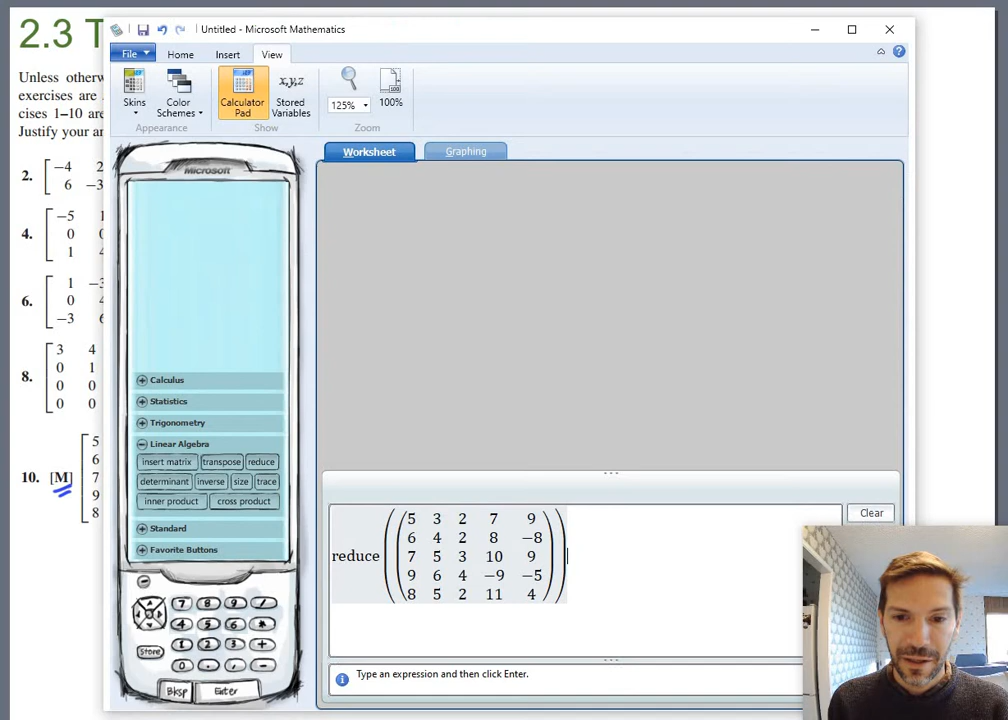 2.3 T
Untitled - Microsoft Mathematics
File Home Insert View
Skins
Color Schemes
Calculator Pad
x,y,z
Stored Variables
125%
100
100%
Appearance Show Zoom
Unless otherw
exercises are
cises 1–10 are
Justify your an
2. −4 2
6 −3
4. −5 1
0 0
1 4
6. 1 −3
0 4
−3 6
8. 3 4
0 1
0 0
0 0
10. [M] 5
6
7
9
8
Microsoft
Calculus
Statistics
Trigonometry
Linear Algebra
insert matrix transpose reduce
determinant inverse size trace
inner product cross product
Standard
Favorite Buttons
7 8 9 /
4 5 6 *
Store 1 2 3 +
0 . , −
Bksp Enter
Worksheet Graphing
reduce
5 3 2 7 9
6 4 2 8 −8
7 5 3 10 9
9 6 4 −9 −5
8 5 2 11 4
Clear
Type an expression and then click Enter.